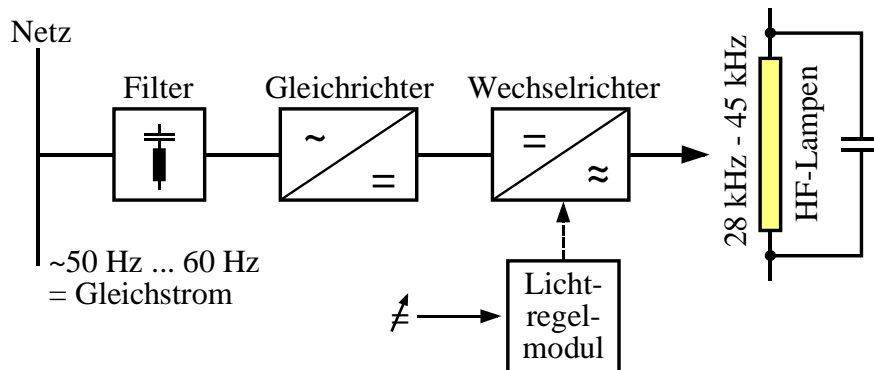 Netz
Filter
Gleichrichter
Wechselrichter
~
=
=
≈
~50 Hz ... 60 Hz
= Gleichstrom
=
Licht-
regel-
modul
28 kHz - 45 kHz
HF-Lampen